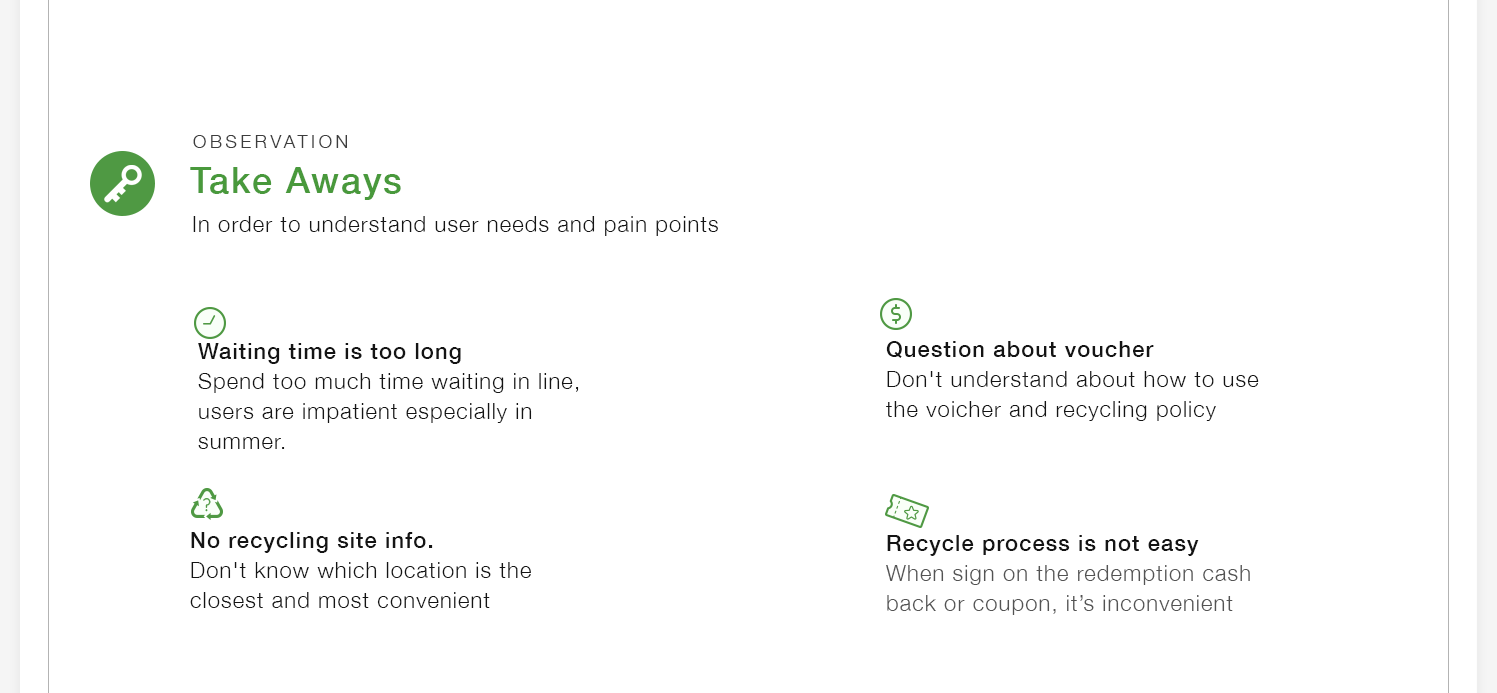 OBSERVATION
Take Aways
In order to understand user needs and pain points
Waiting time is too long
Spend too much time waiting in line,
users are impatient especially in
summer.
$
Question about voucher
Don't understand about how to use
the voicher and recycling policy
?
No recycling site info.
Don't know which location is the
closest and most convenient
Recycle process is not easy
When sign on the redemption cash
back or coupon, it’s inconvenient